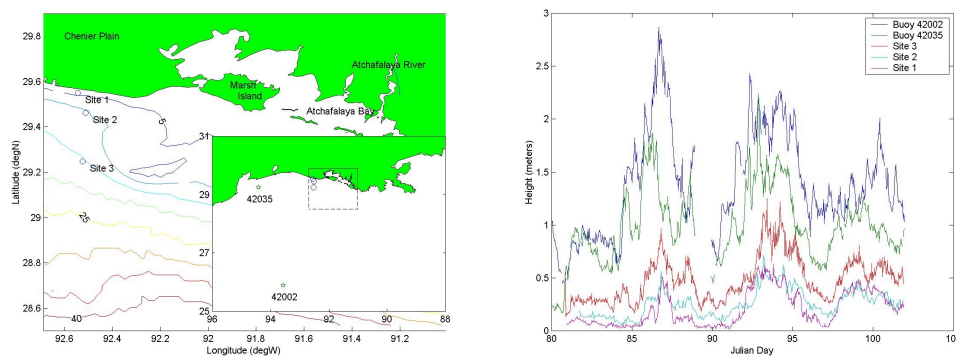 29.8
29.6
29.4
29.2
29
28.8
28.6
Latitude (degN)
Chenier Plain
Atchafalaya River
Marsh
Island
Atchafalaya Bay
Site 1
Site 2
Site 3
5
25
40
31
29
27
25
42035
42002
96 94 92 90 88
92.6 92.4 92.2 92 91.8 91.6 91.4 91.2
Longitude (degW)
3
2.5
2
1.5
1
0.5
0
Height (meters)
Buoy 42002
Buoy 42035
Site 3
Site 2
Site 1
80 85 90 95 100 105
Julian Day